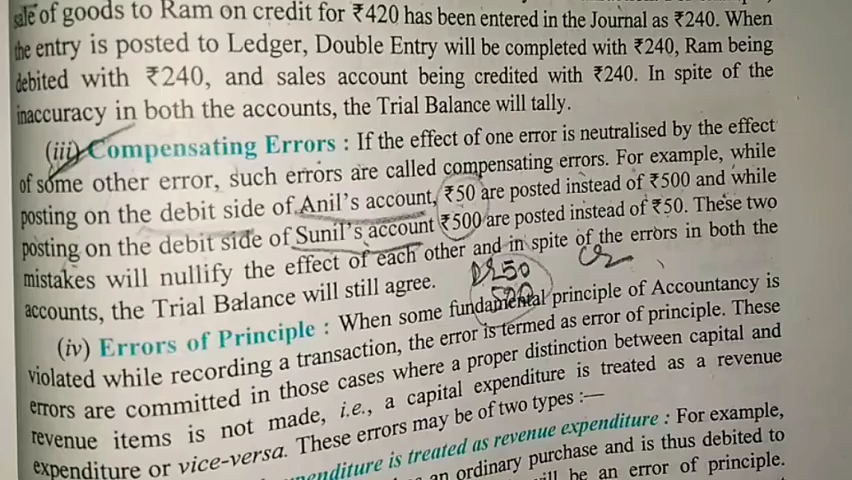 sale of goods to Ram on credit for ₹420 has been entered in the Journal as ₹240. When
the entry is posted to Ledger, Double Entry will be completed with ₹240, Ram being
debited with ₹240, and sales account being credited with ₹240. In spite of the
inaccuracy in both the accounts, the Trial Balance will tally.
(iii) Compensating Errors : If the effect of one error is neutralised by the effect
of some other error, such errors are called compensating errors. For example, while
posting on the debit side of Anil's account, ₹50 are posted instead of ₹500 and while
posting on the debit side of Sunil's account ₹500 are posted instead of ₹50. These two
mistakes will nullify the effect of each other and in spite of the errors in both the
accounts, the Trial Balance will still agree.
Dr 50 Cr
500
(iv) Errors of Principle : When some fundamental principle of Accountancy is
violated while recording a transaction, the error is termed as error of principle. These
errors are committed in those cases where a proper distinction between capital and
revenue items is not made, i.e., a capital expenditure is treated as a revenue
expenditure or vice-versa. These errors may be of two types :—
enditure is treated as revenue expenditure : For example,
an ordinary purchase and is thus debited to
will be an error of principle.